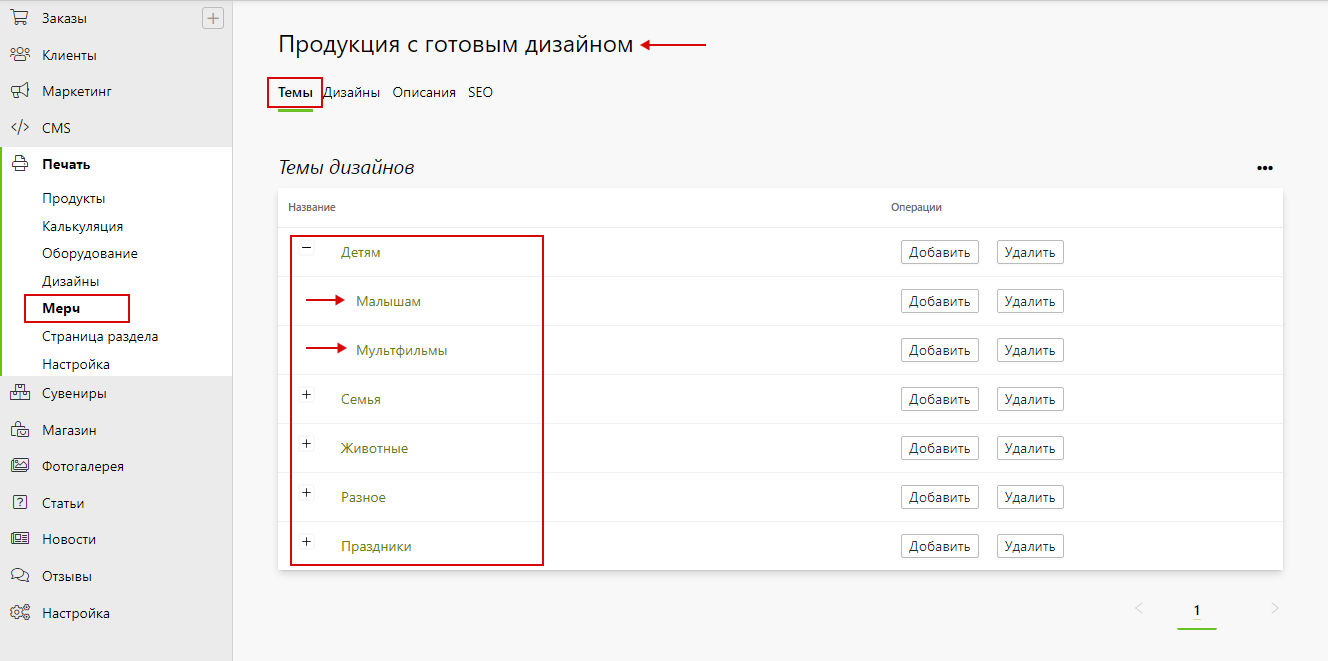 Заказы
Клиенты
Маркетинг
CMS
Печать
Продукты
Калькуляция
Оборудование
Дизайны
Мерч
Страница раздела
Настройка
Сувениры
Магазин
Фотогалерея
Статьи
Новости
Отзывы
Настройка
Продукция с готовым дизайном
Темы Дизайны Описания SEO
Темы дизайнов
Название Операции
Детям Добавить Удалить
Малышам Добавить Удалить
Мультфильмы Добавить Удалить
Семья Добавить Удалить
Животные Добавить Удалить
Разное Добавить Удалить
Праздники Добавить Удалить
1